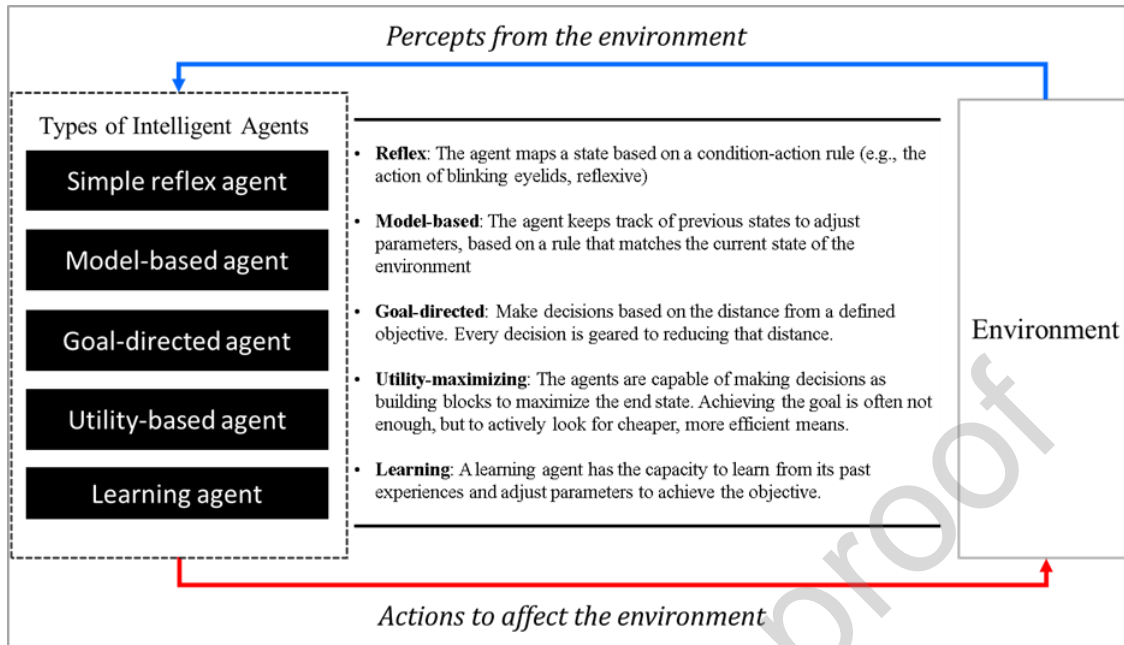 Percepts from the environment
Types of Intelligent Agents
Simple reflex agent
Model-based agent
Goal-directed agent
Utility-based agent
Learning agent
• Reflex: The agent maps a state based on a condition-action rule (e.g., the
action of blinking eyelids, reflexive)
• Model-based: The agent keeps track of previous states to adjust
parameters, based on a rule that matches the current state of the
environment
• Goal-directed: Make decisions based on the distance from a defined
objective. Every decision is geared to reducing that distance.
• Utility-maximizing: The agents are capable of making decisions as
building blocks to maximize the end state. Achieving the goal is often not
enough, but to actively look for cheaper, more efficient means.
• Learning: A learning agent has the capacity to learn from its past
experiences and adjust parameters to achieve the objective.
Environment
Actions to affect the environment
proof